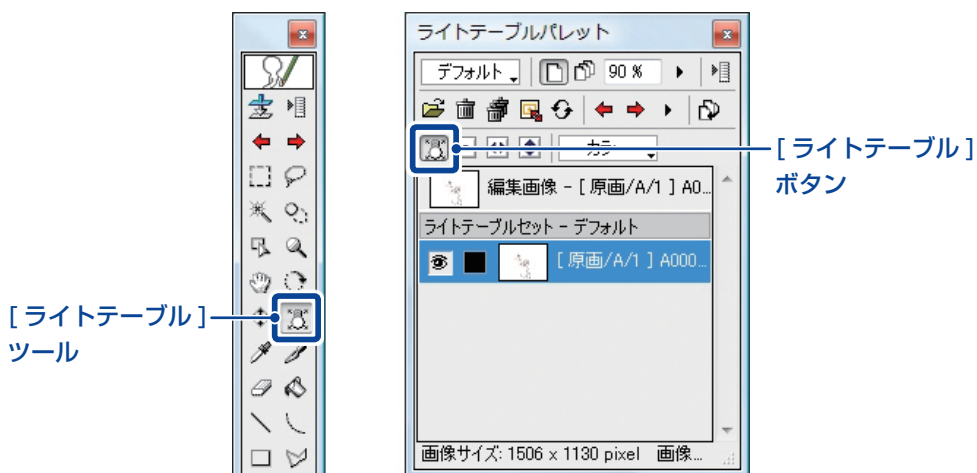 ライトテーブルパレット
デフォルト
90 %
[ ライトテーブル ]
ボタン
編集画像 - [ 原画/A/1 ] A0...
ライトテーブルセット - デフォルト
[ 原画/A/1 ] A000...
[ ライトテーブル ]
ツール
画像サイズ: 1506 x 1130 pixel 画像...